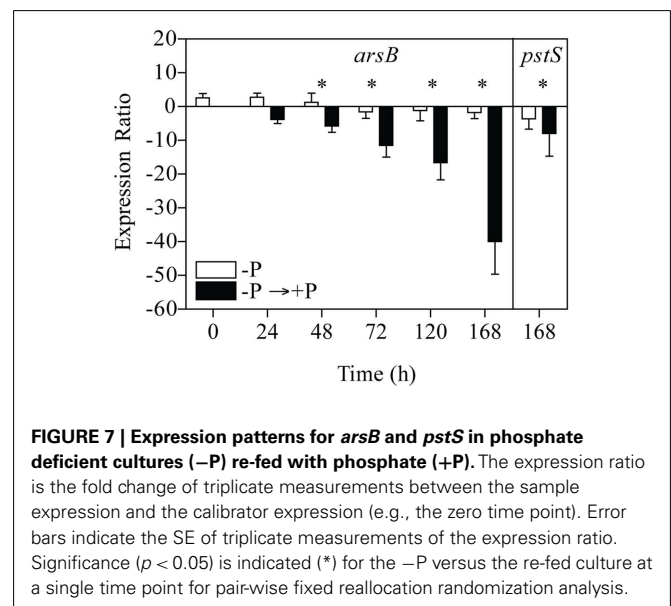 20
10
0
-10
-20
-30
-40
-50
-60
Expression Ratio
arsB
pstS
* * * * *
-P
-P →+P
0 24 48 72 120 168 168
Time (h)
FIGURE 7 | Expression patterns for arsB and pstS in phosphate
deficient cultures (−P) re-fed with phosphate (+P). The expression ratio
is the fold change of triplicate measurements between the sample
expression and the calibrator expression (e.g., the zero time point). Error
bars indicate the SE of triplicate measurements of the expression ratio.
Significance (p < 0.05) is indicated (*) for the −P versus the re-fed culture at
a single time point for pair-wise fixed reallocation randomization analysis.